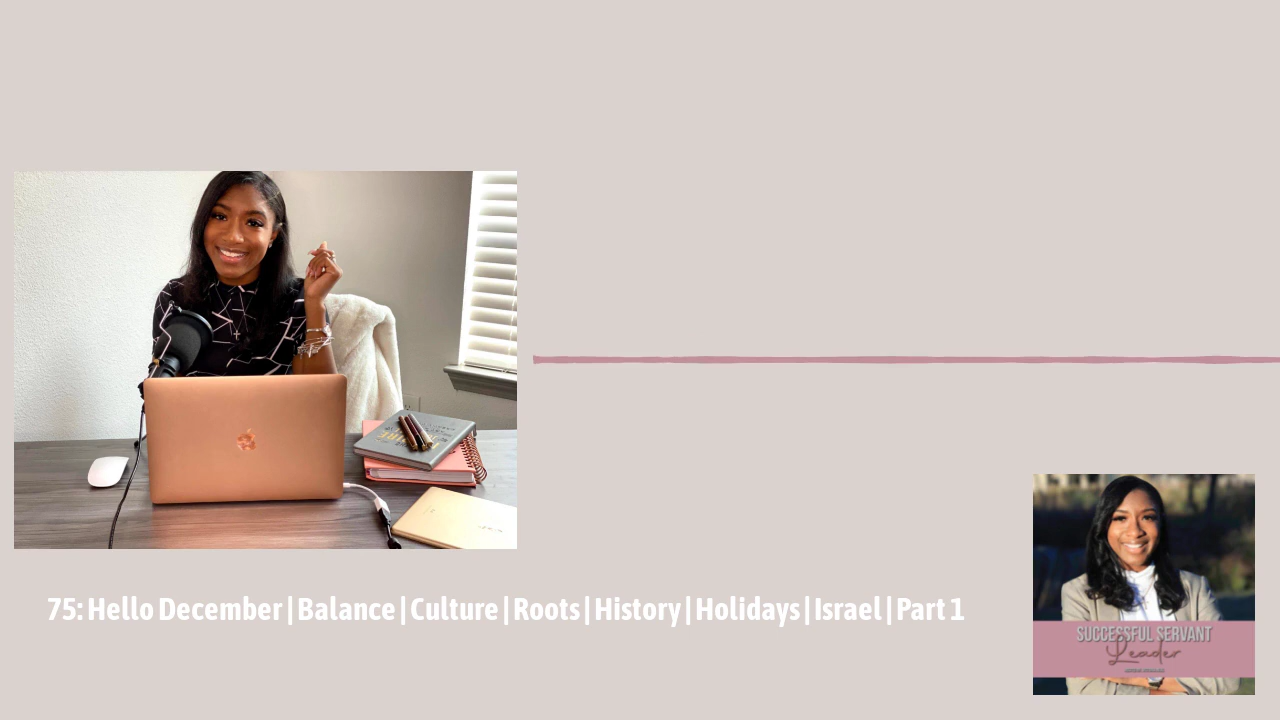 75: Hello December | Balance | Culture | Roots | History | Holidays | Israel | Part 1
SUCCESSFUL SERVANT
Leader